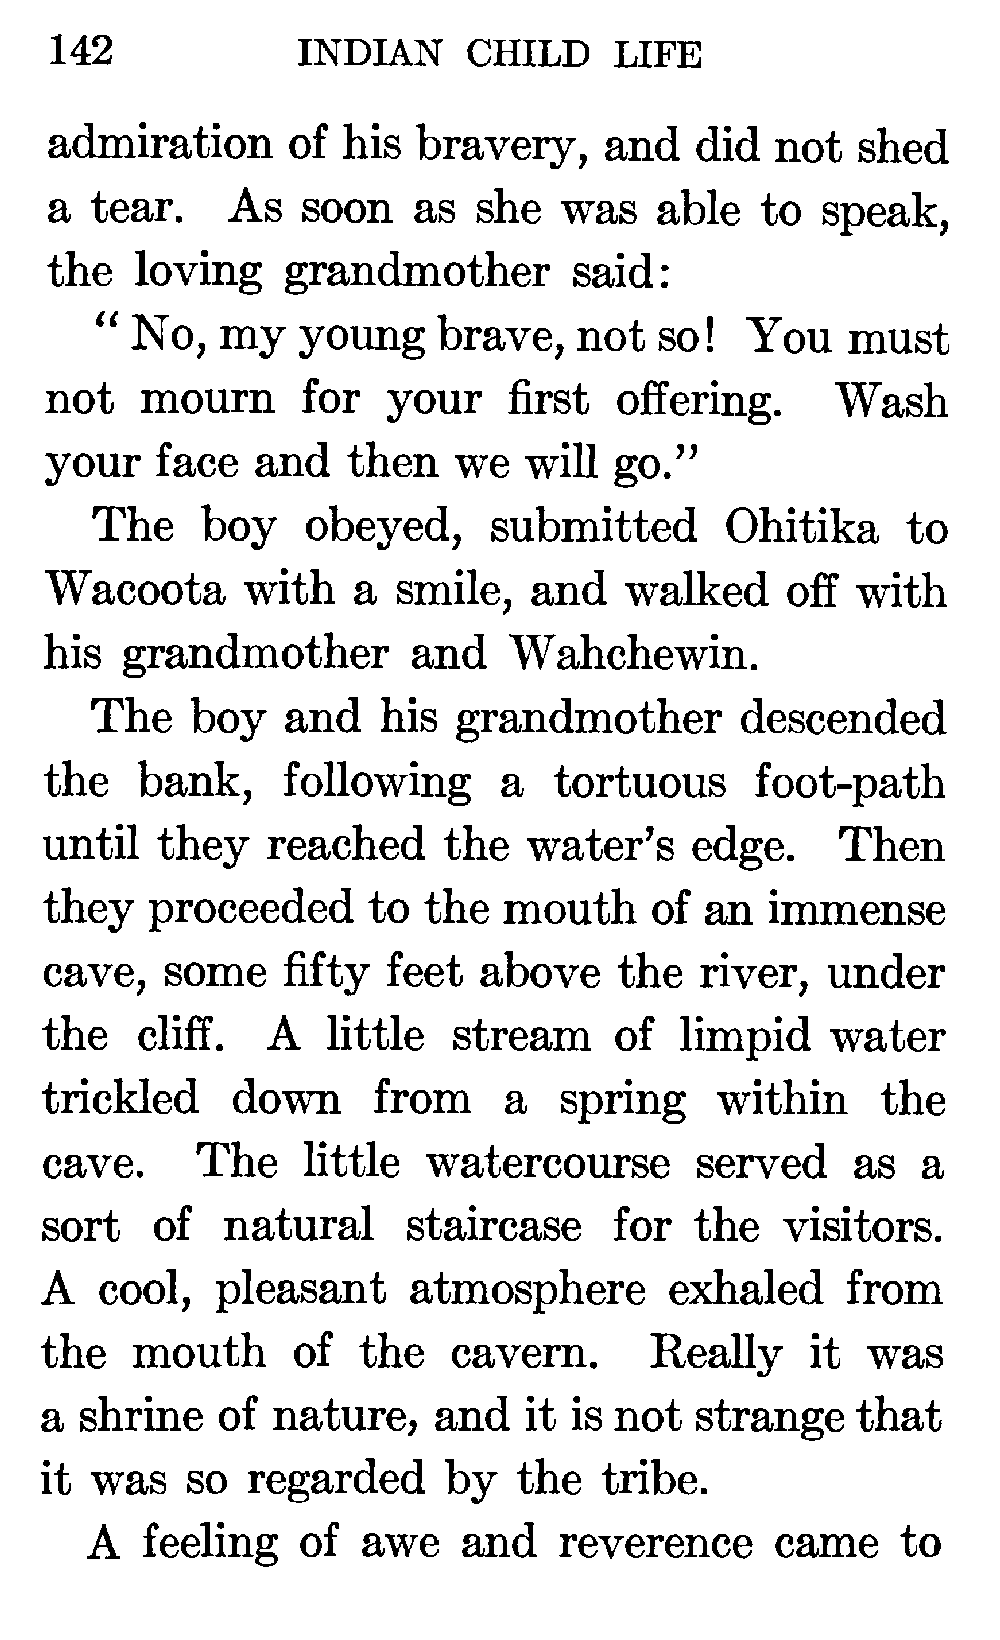 142 INDIAN CHILD LIFE
admiration of his bravery, and did not shed
a tear. As soon as she was able to speak,
the loving grandmother said:
“ No, my young brave, not so! You must
not mourn for your first offering. Wash
your face and then we will go.”
The boy obeyed, submitted Ohitika to
Wacoota with a smile, and walked off with
his grandmother and Wahchewin.
The boy and his grandmother descended
the bank, following a tortuous foot-path
until they reached the water’s edge. Then
they proceeded to the mouth of an immense
cave, some fifty feet above the river, under
the cliff. A little stream of limpid water
trickled down from a spring within the
cave. The little watercourse served as a
sort of natural staircase for the visitors.
A cool, pleasant atmosphere exhaled from
the mouth of the cavern. Really it was
a shrine of nature, and it is not strange that
it was so regarded by the tribe.
A feeling of awe and reverence came to